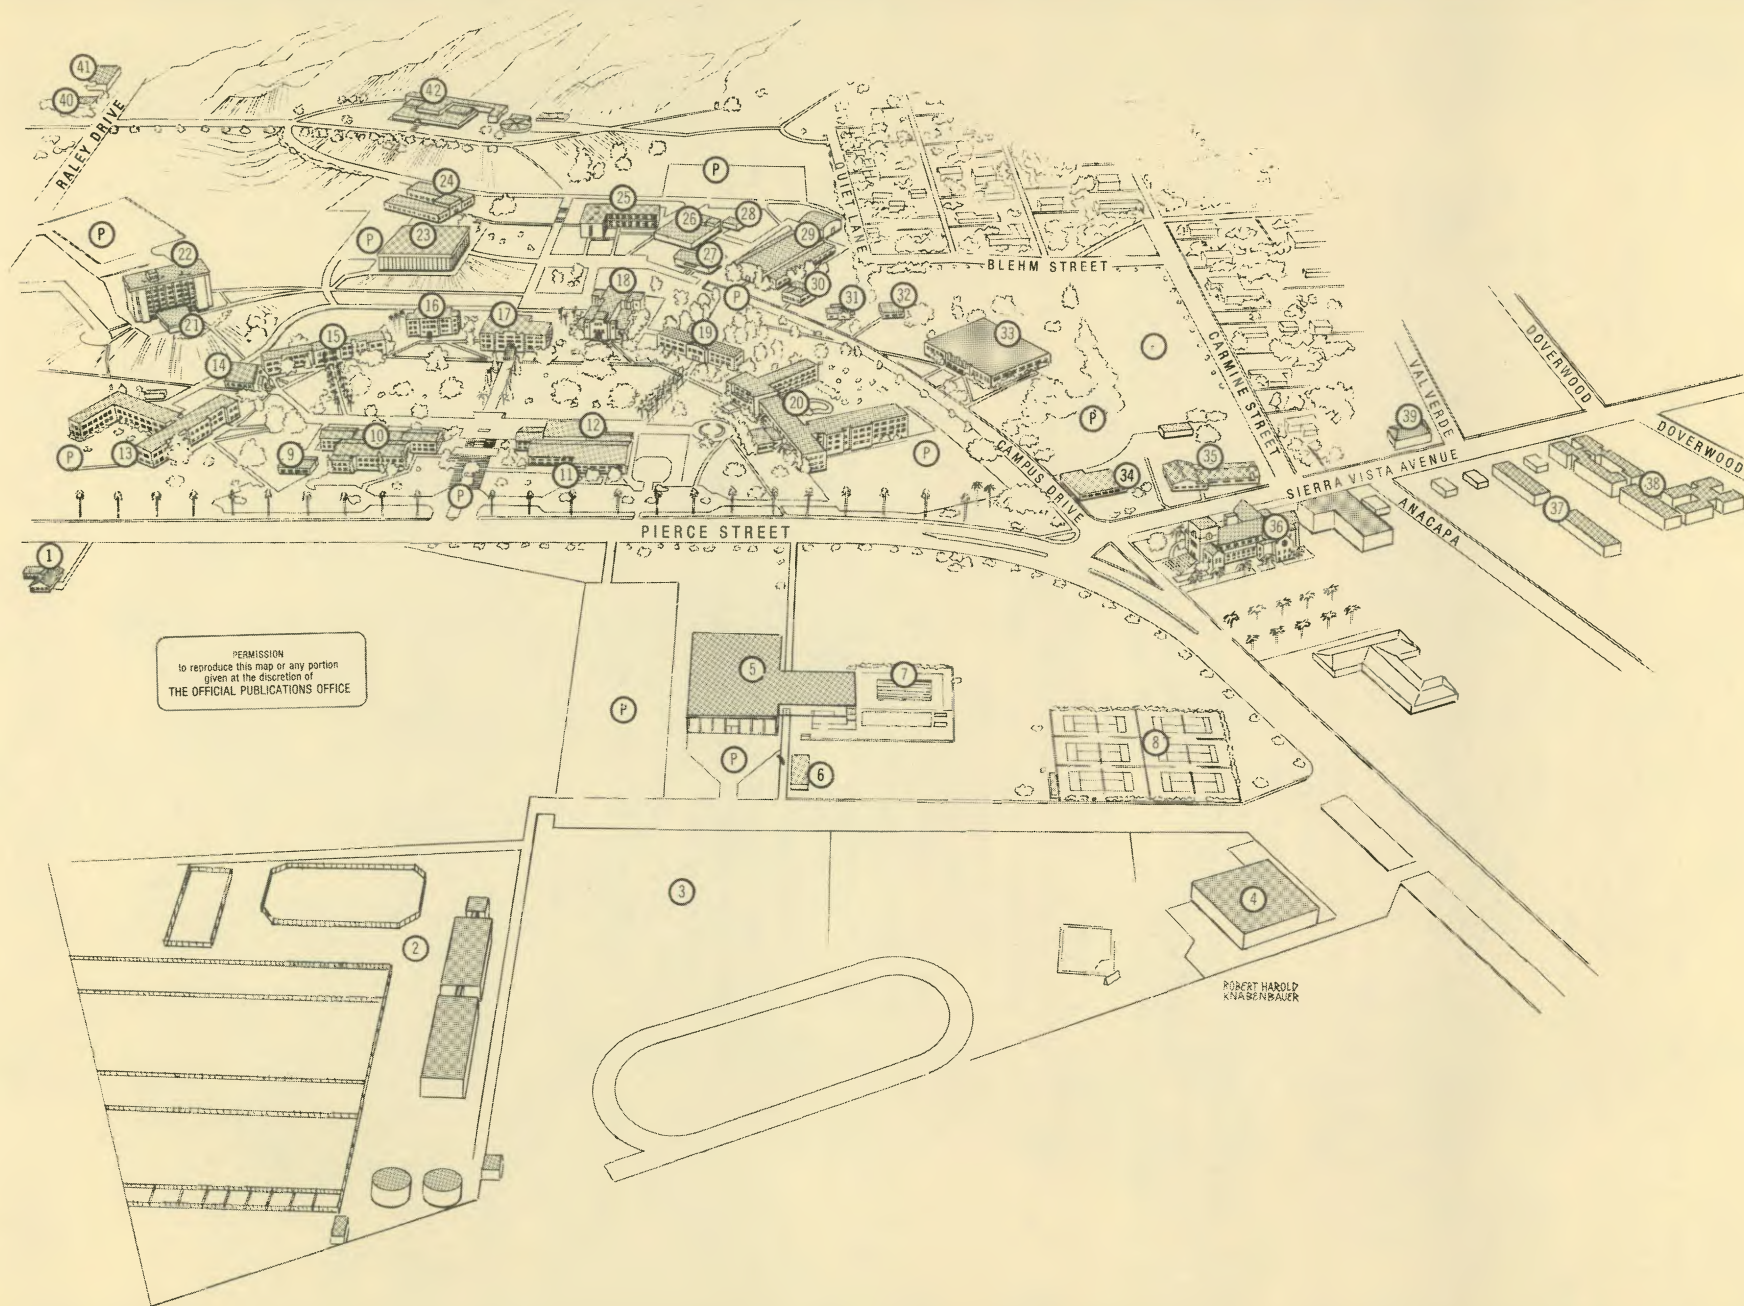 41
40
42
RALEY DRIVE
P
24
25
QUIET LANE
26
28
P
22
P
23
27
29
BLEHM STREET
18
30
P
31
32
21
16
17
DOVERWOOD
15
19
33
CARMINE STREET
VALVERDE
14
20
P
39
DOVERWOOD
13
P
9
10
12
P
CAMPUS DRIVE
35
SIERRA VISTA AVENUE
11
34
38
P
37
PIERCE STREET
36
ANACAPA
1
PERMISSION
to reproduce this map or any portion
given at the discretion of
THE OFFICIAL PUBLICATIONS OFFICE
5
7
P
8
P
6
3
4
2
ROBERT HAROLD
KNABENBAUER